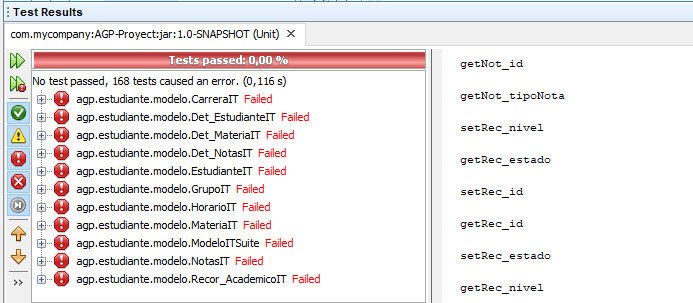 Test Results
com.mycompany:AGP-Proyect:jar:1.0-SNAPSHOT (Unit)
Tests passed: 0,00 %
No test passed, 168 tests caused an error. (0,116 s)
agp.estudiante.modelo.CarreraIT Failed
agp.estudiante.modelo.Det_EstudianteIT Failed
agp.estudiante.modelo.Det_MateriaIT Failed
agp.estudiante.modelo.Det_NotasIT Failed
agp.estudiante.modelo.EstudianteIT Failed
agp.estudiante.modelo.GrupoIT Failed
agp.estudiante.modelo.HorarioIT Failed
agp.estudiante.modelo.MateriaIT Failed
agp.estudiante.modelo.ModeloITSuite Failed
agp.estudiante.modelo.NotasIT Failed
agp.estudiante.modelo.Recor_AcademicoIT Failed
getNot_id
getNot_tipoNota
setRec_nivel
getRec_estado
setRec_id
getRec_id
setRec_estado
getRec_nivel